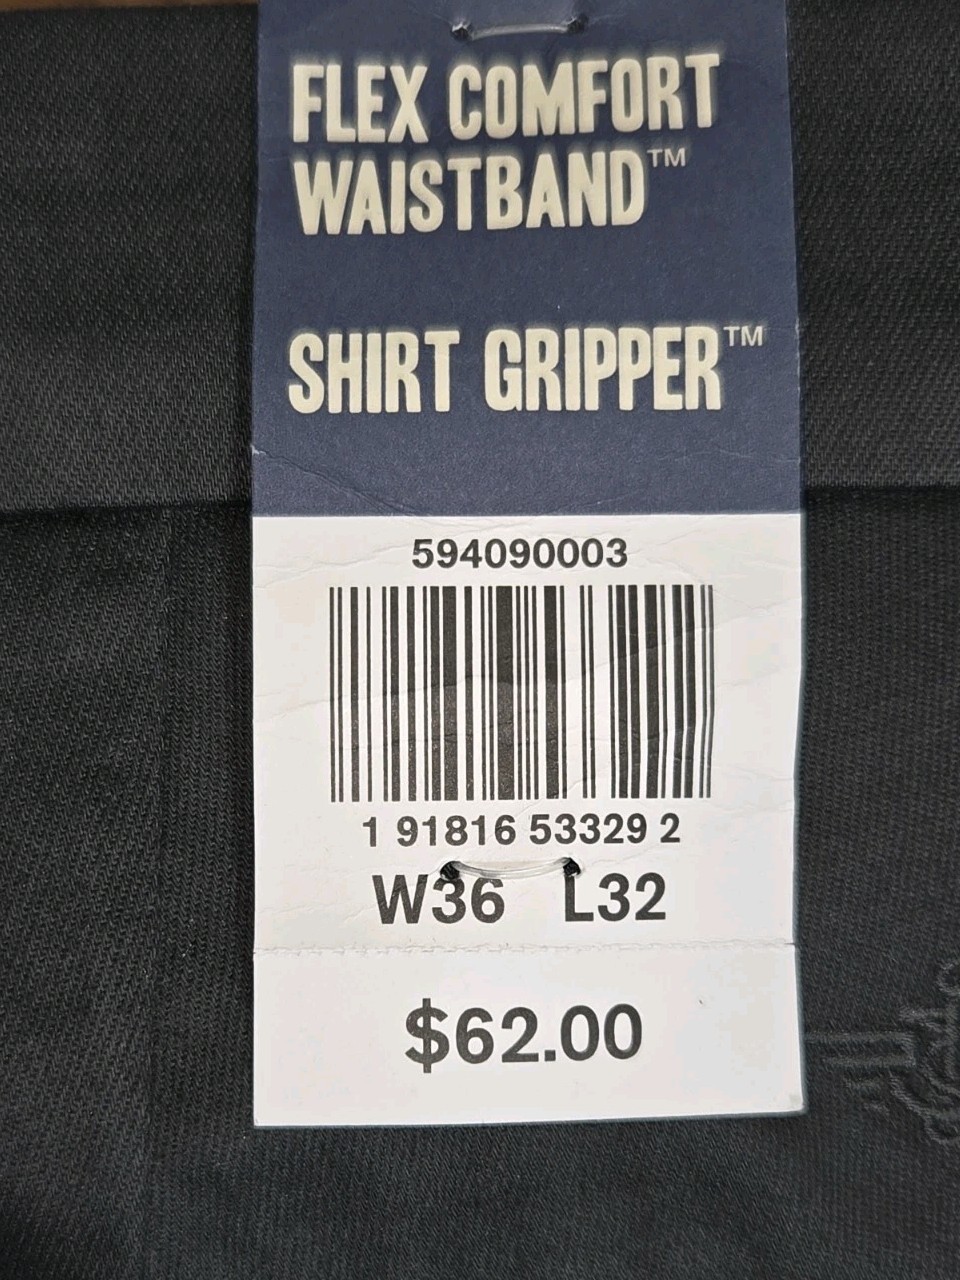 FLEX COMFORT
WAISTBAND™
SHIRT GRIPPER™
594090003
1 91816 53329 2
W36 L32
$62.00